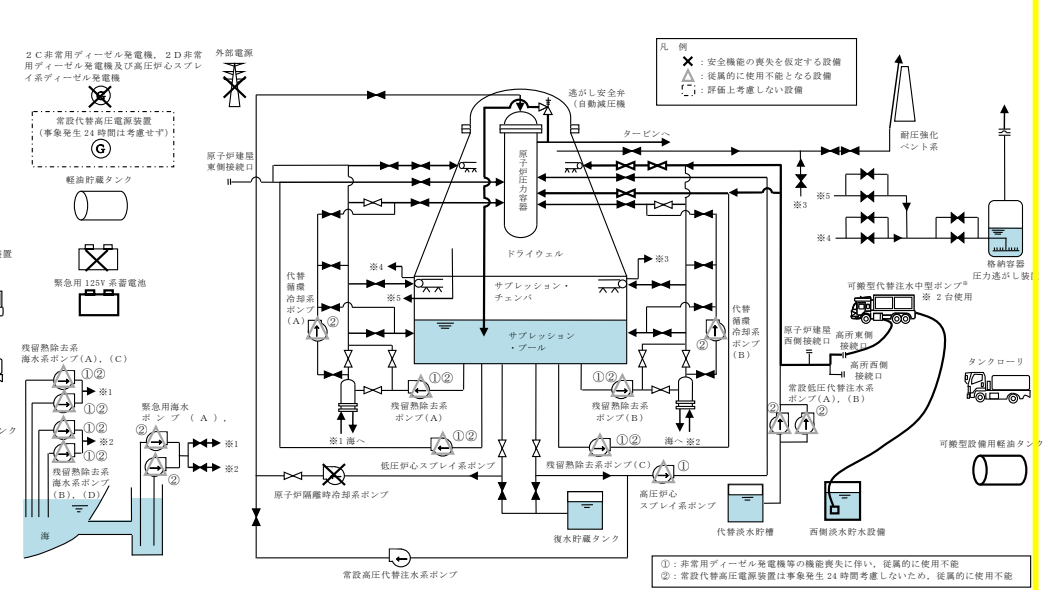 ２Ｃ非常用ディーゼル発電機，２Ｄ非常
用ディーゼル発電機及び高圧炉心スプレ
イ系ディーゼル発電機
外部電源
G
常設代替高圧電源装置
(事象発生 24 時間は考慮せず)
G
軽油貯蔵タンク
緊急用 125V 系蓄電池
置
ンク
凡　例
：安全機能の喪失を仮定する設備
：従属的に使用不能となる設備
：評価上考慮しない設備
逃がし安全弁
(自動減圧機
タービンへ
耐圧強化
ベント系
原子炉建屋
東側接続口
原子炉圧力容器
ドライウェル
※3
※5
※4
格納容器
圧力逃がし装置
※4
※3
※5
サプレッション・
チェンバ
サプレッション
・プール
代替
循環
冷却系
ポンプ
(A)
②
代替
循環
冷却系
ポンプ
(B)
②
可搬型代替注水中型ポンプ※
※ 2 台使用
原子炉建屋
西側接続口
高所東側
接続口
高所西側
接続口
タンクローリ
常設低圧代替注水系
ポンプ(A)，(B)
②
②
残留熱除去系
海水系ポンプ(A)，(C)
①②
※1
①②
①②
※2
①②
残留熱除去系
海水系ポンプ
(B)，(D)
緊急用海水
ポンプ(A)，
②
②
※1
※2
海
①②
残留熱除去系
ポンプ(A)
①②
残留熱除去系
ポンプ(B)
※1 海へ
海へ ※2
①②
低圧炉心スプレイ系ポンプ
①②
残留熱除去系ポンプ(C)
①
高圧炉心
スプレイ系ポンプ
原子炉隔離時冷却系ポンプ
復水貯蔵タンク
代替淡水貯槽
西側淡水貯水設備
可搬型設備用軽油タンク
常設高圧代替注水系ポンプ
①：非常用ディーゼル発電機等の機能喪失に伴い，従属的に使用不能
②：常設代替高圧電源装置は事象発生 24 時間考慮しないため，従属的に使用不能